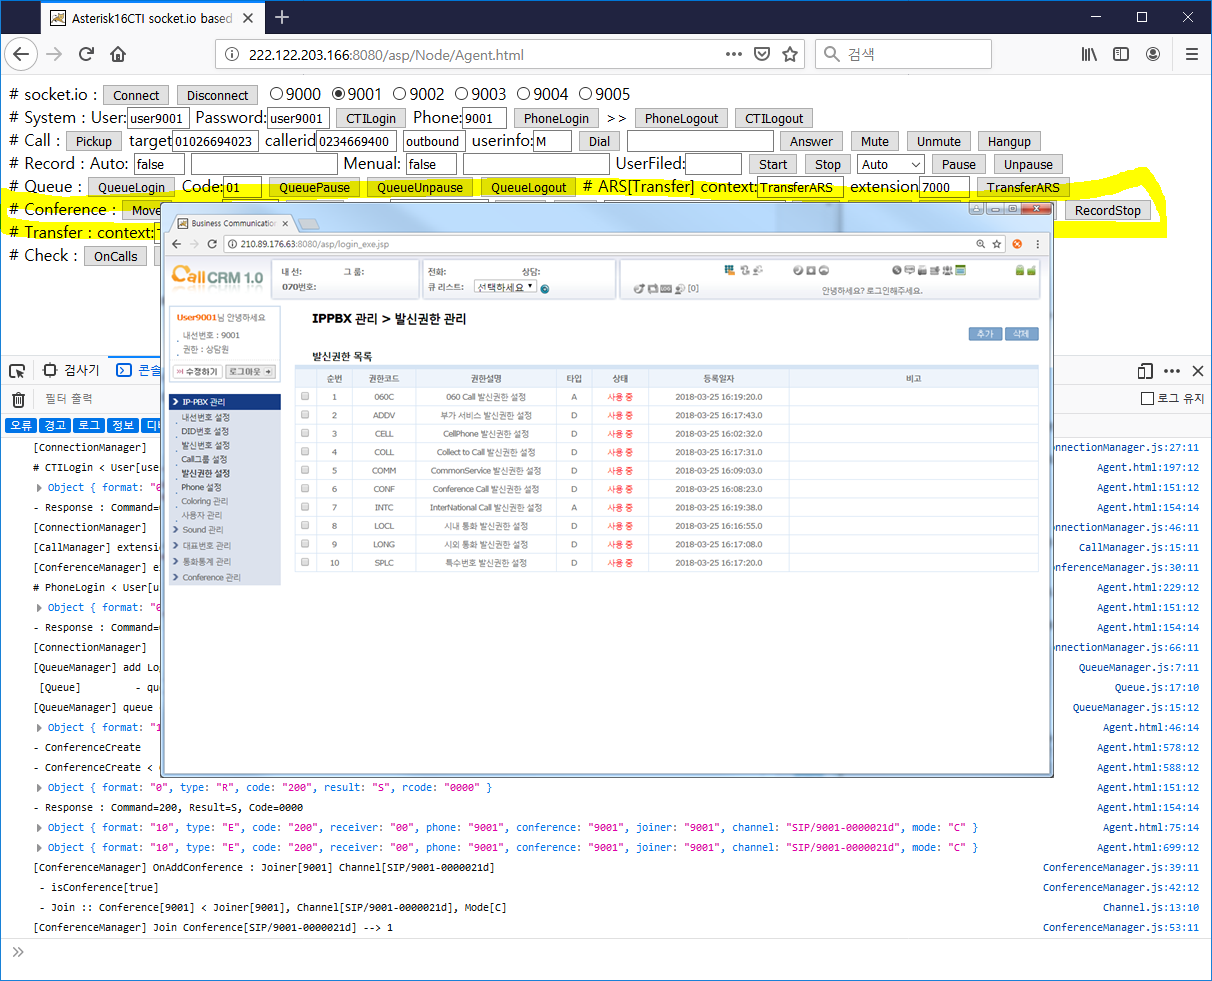 Asterisk16CTI socket.io based
222.122.203.166:8080/asp/Node/Agent.html
검색
# socket.io : Connect Disconnect 9000 9001 9002 9003 9004 9005
# System : User: user9001 Password: user9001 CTILogin Phone: 9001 PhoneLogin >> PhoneLogout CTILogout
# Call : Pickup target 01026694023 callerid 0234669400 outbound userinfo: M Dial Answer Mute Unmute Hangup
# Record : Auto: false Menual: false UserFiled: Start Stop Auto Pause Unpause
# Queue : QueueLogin Code: 01 QueuePause QueueUnpause QueueLogout # ARS[Transfer] context: TransferARS extension 7000 TransferARS
# Conference : Move RecordStop
# Transfer : context:
# Check : OnCalls
Business Communication
210.89.176.63:8080/asp/login_exe.jsp
CallCRM 1.0
내 선: 그 룹:
070번호:
전화: 상담:
큐 리스트: 선택하세요
[0]
안녕하세요? 로그인해주세요.
User9001님 안녕하세요
내선번호 : 9001
권한 : 상담원
수정하기 로그아웃
IP-PBX 관리
내선번호 설정
DID번호 설정
발신번호 설정
Call그룹 설정
발신권한 설정
Phone 설정
Coloring 관리
사용자 관리
Sound 관리
대표번호 관리
통화통계 관리
Conference 관리
IPPBX 관리 > 발신권한 관리
추가 삭제
발신권한 목록
순번 권한코드 권한설명 타입 상태 등록일자 비고
1 060C 060 Call 발신권한 설정 A 사용 중 2018-03-25 16:19:20.0
2 ADDV 부가 서비스 발신권한 설정 D 사용 중 2018-03-25 16:17:43.0
3 CELL CellPhone 발신권한 설정 D 사용 중 2018-03-25 16:02:32.0
4 COLL Collect to Call 발신권한 설정 D 사용 중 2018-03-25 16:17:31.0
5 COMM CommonService 발신권한 설정 D 사용 중 2018-03-25 16:09:03.0
6 CONF Conference Call 발신권한 설정 D 사용 중 2018-03-25 16:08:23.0
7 INTC InterNational Call 발신권한 설정 A 사용 중 2018-03-25 16:19:38.0
8 LOCL 시내 통화 발신권한 설정 D 사용 중 2018-03-25 16:16:55.0
9 LONG 시외 통화 발신권한 설정 D 사용 중 2018-03-25 16:17:08.0
10 SPLC 특수번호 발신권한 설정 D 사용 중 2018-03-25 16:17:20.0
검사기 콘솔
필터 출력 로그 유지
오류 경고 로그 정보
[ConnectionManager] onnectionManager.js:27:11
# CTILogin < User[use Agent.html:197:12
Object { format: "0 Agent.html:151:12
- Response : Command= Agent.html:154:14
[ConnectionManager] onnectionManager.js:46:11
[CallManager] extension CallManager.js:15:11
[ConferenceManager] ex onferenceManager.js:30:11
# PhoneLogin < User[u Agent.html:229:12
Object { format: "0 Agent.html:151:12
- Response : Command= Agent.html:154:14
[ConnectionManager] onnectionManager.js:66:11
[QueueManager] add Lo QueueManager.js:7:11
[Queue] - qu Queue.js:17:10
[QueueManager] queue QueueManager.js:15:12
Object { format: "1 Agent.html:46:14
- ConferenceCreate Agent.html:578:12
- ConferenceCreate < Agent.html:588:12
Object { format: "0", type: "R", code: "200", result: "S", rcode: "0000" } Agent.html:151:12
- Response : Command=200, Result=S, Code=0000 Agent.html:154:14
Object { format: "10", type: "E", code: "200", receiver: "00", phone: "9001", conference: "9001", joiner: "9001", channel: "SIP/9001-0000021d", mode: "C" } Agent.html:75:14
Object { format: "10", type: "E", code: "200", receiver: "00", phone: "9001", conference: "9001", joiner: "9001", channel: "SIP/9001-0000021d", mode: "C" } Agent.html:699:12
[ConferenceManager] OnAddConference : Joiner[9001] Channel[SIP/9001-0000021d] ConferenceManager.js:39:11
- isConference[true] ConferenceManager.js:42:12
- Join :: Conference[9001] < Joiner[9001], Channel[SIP/9001-0000021d], Mode[C] Channel.js:13:10
[ConferenceManager] Join Conference[SIP/9001-0000021d] --> 1 ConferenceManager.js:53:11